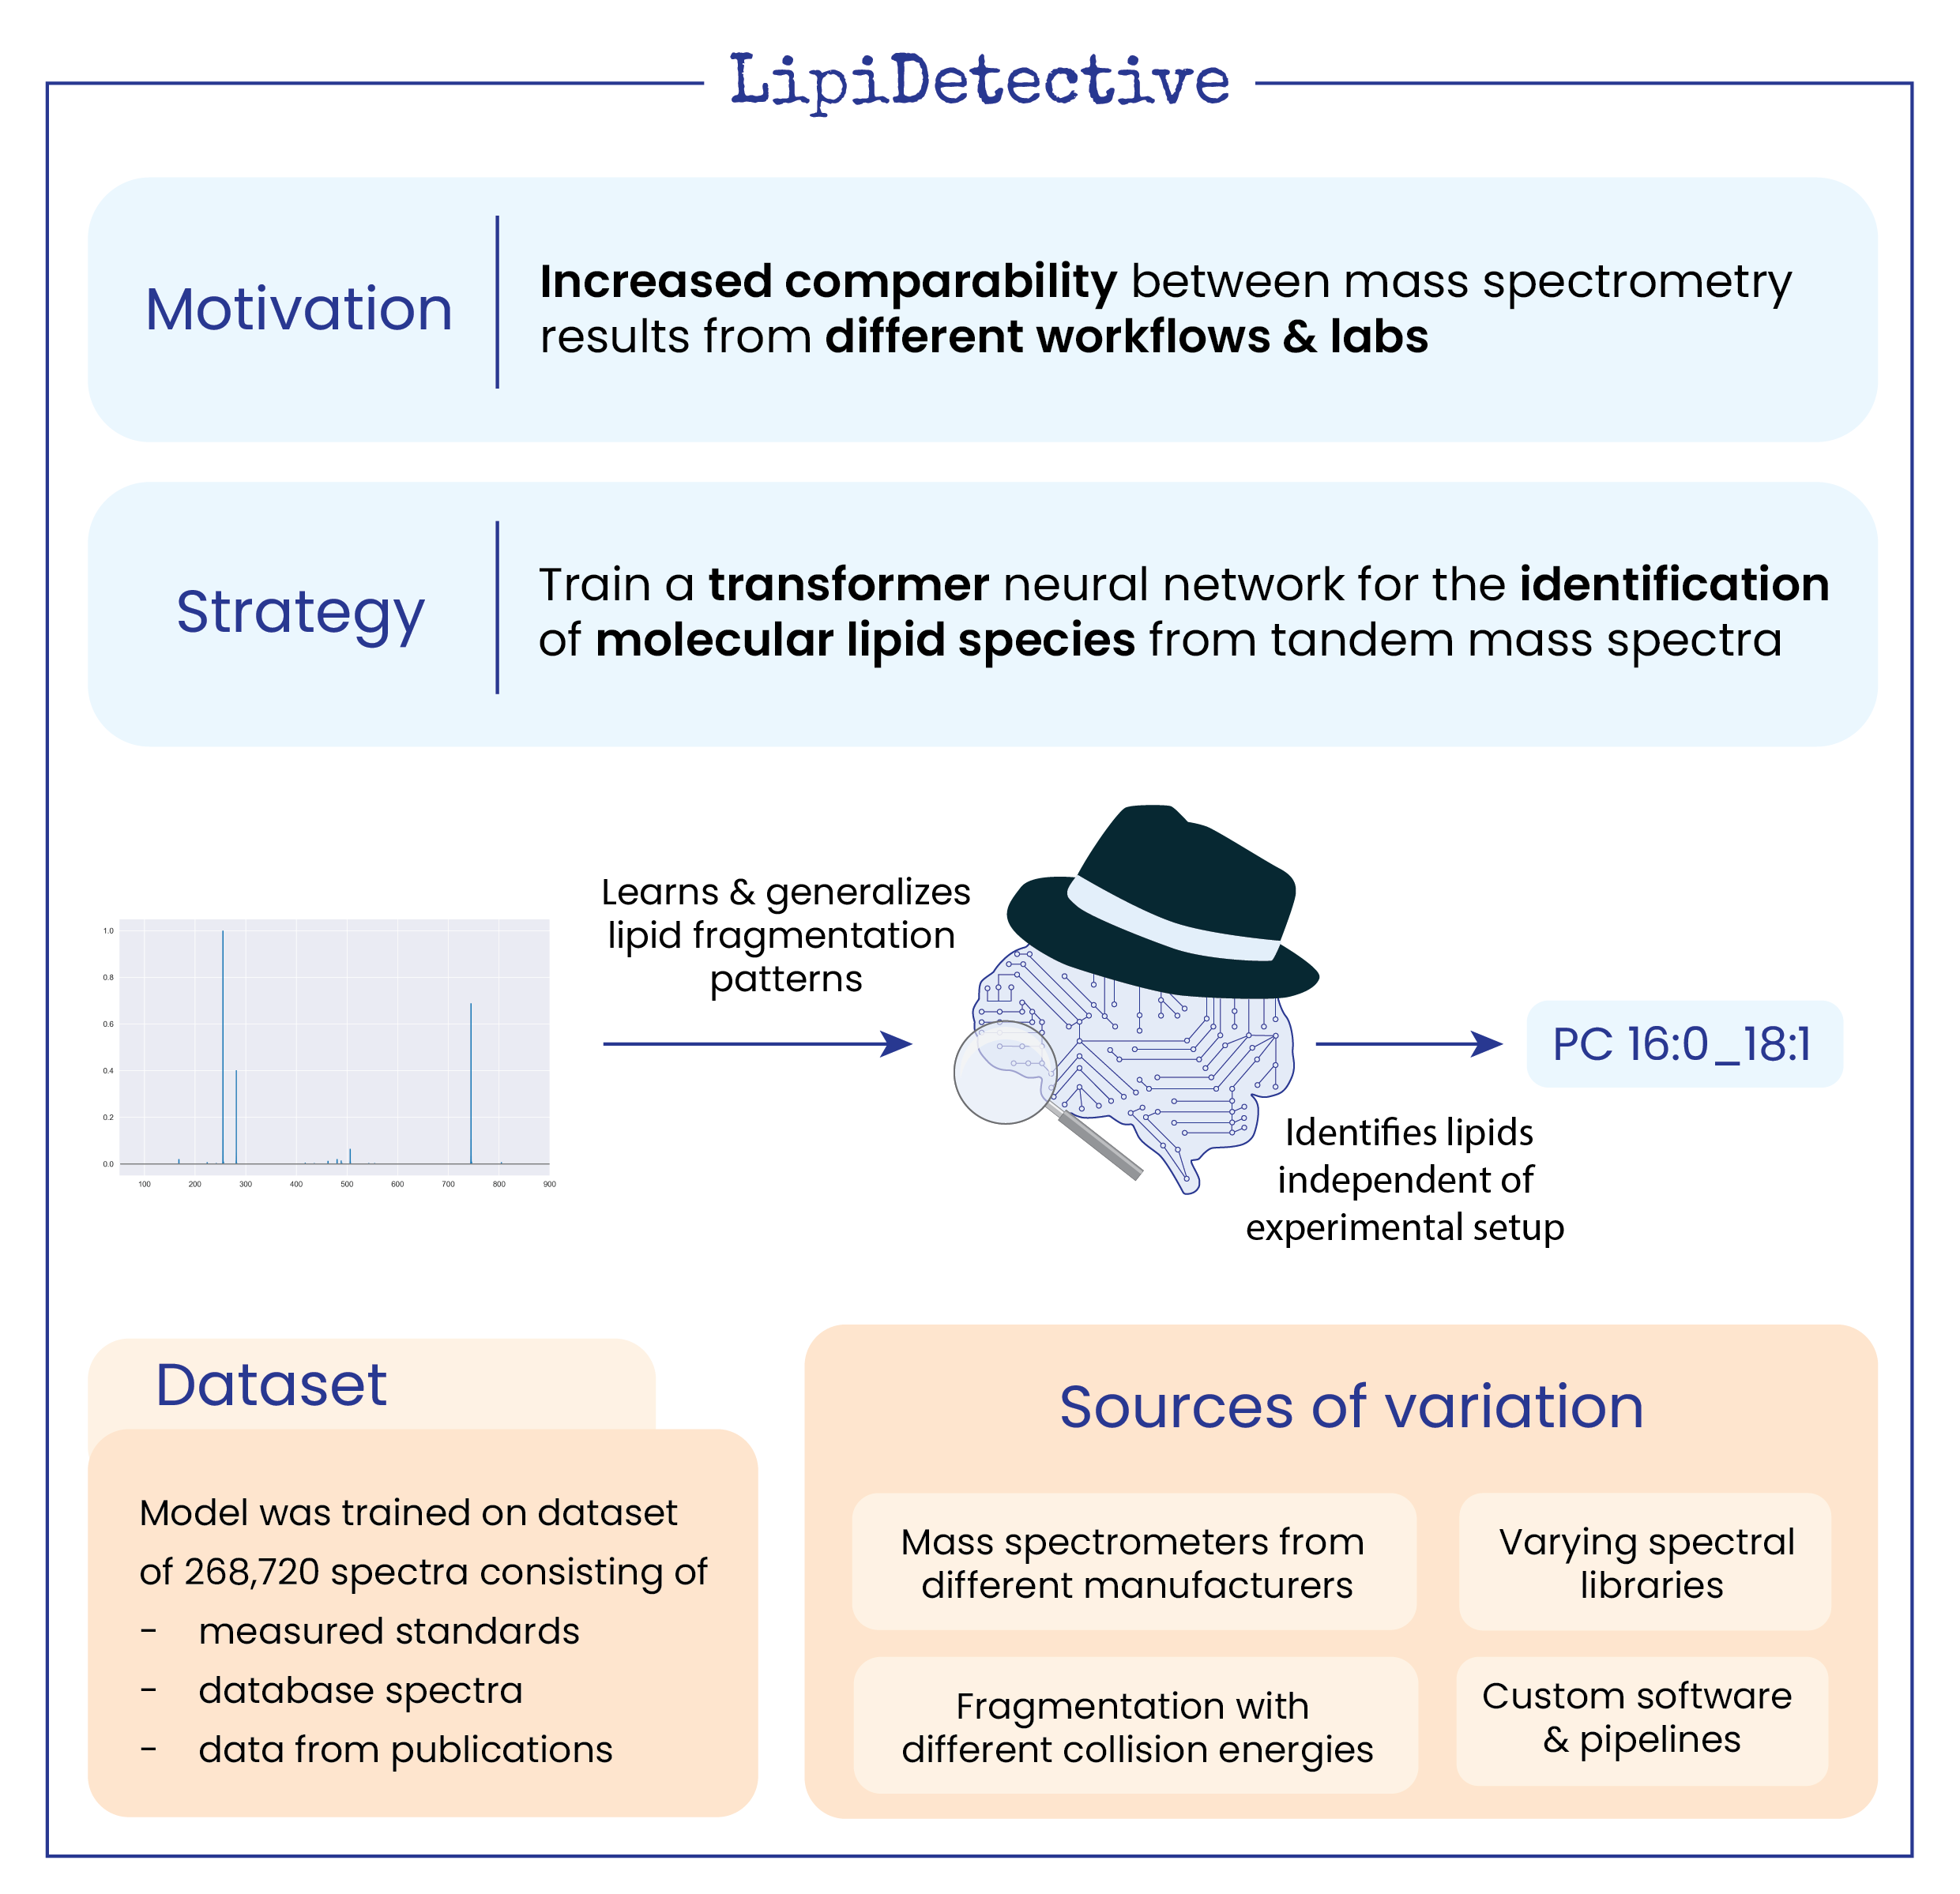 LipiDetective
Motivation
Increased comparability between mass spectrometry
results from different workflows & labs
Strategy
Train a transformer neural network for the identification
of molecular lipid species from tandem mass spectra
Learns & generalizes
lipid fragmentation
patterns
1.0
0.8
0.6
0.4
0.2
0.0
100 200 300 400 500 600 700 800 900
PC 16:0_18:1
Identifies lipids
independent of
experimental setup
Dataset
Model was trained on dataset
of 268,720 spectra consisting of
- measured standards
- database spectra
- data from publications
Sources of variation
Mass spectrometers from
different manufacturers
Varying spectral
libraries
Fragmentation with
different collision energies
Custom software
& pipelines